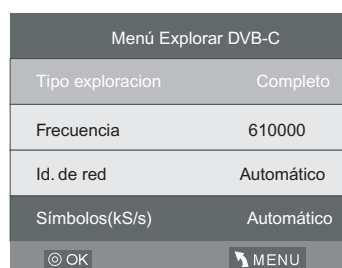 Menú Explorar DVB-C
Tipo exploracion Completo
Frecuencia 610000
Id. de red Automático
Símbolos(kS/s) Automático
OK MENU